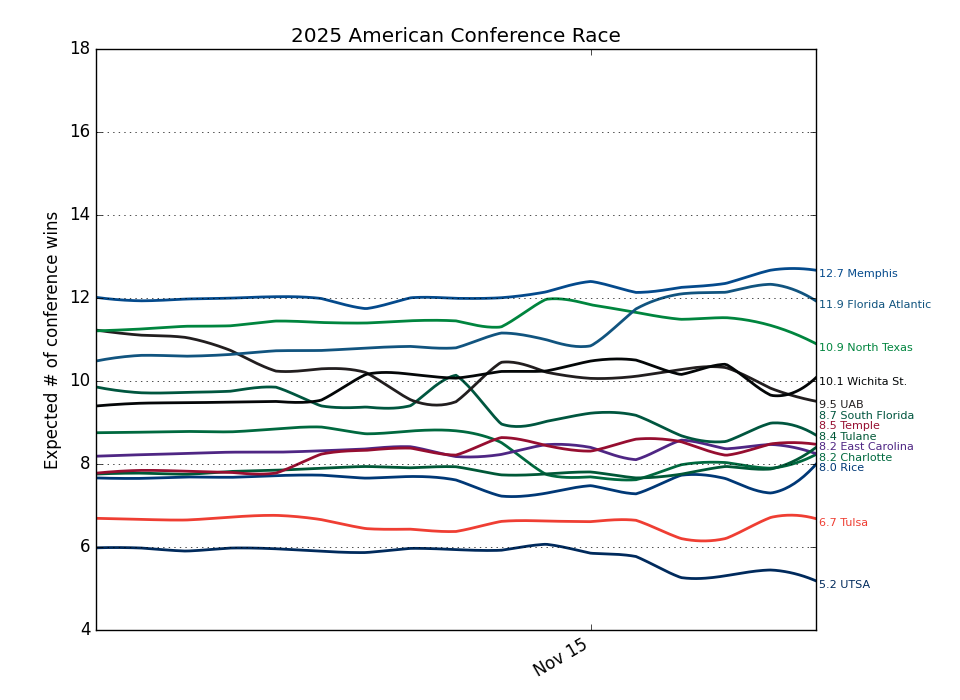 2025 American Conference Race
Expected # of conference wins
18
16
14
12
10
8
6
4
12.7 Memphis
11.9 Florida Atlantic
10.9 North Texas
10.1 Wichita St.
9.5 UAB
8.7 South Florida
8.5 Temple
8.4 Tulane
8.2 East Carolina
8.2 Charlotte
8.0 Rice
6.7 Tulsa
5.2 UTSA
Nov 15